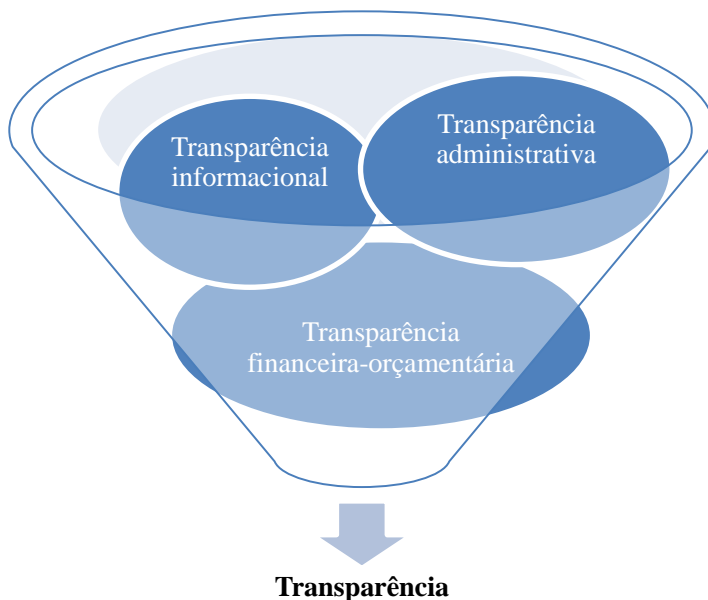 Transparência
informacional
Transparência
administrativa
Transparência
financeira-orçamentária
Transparência